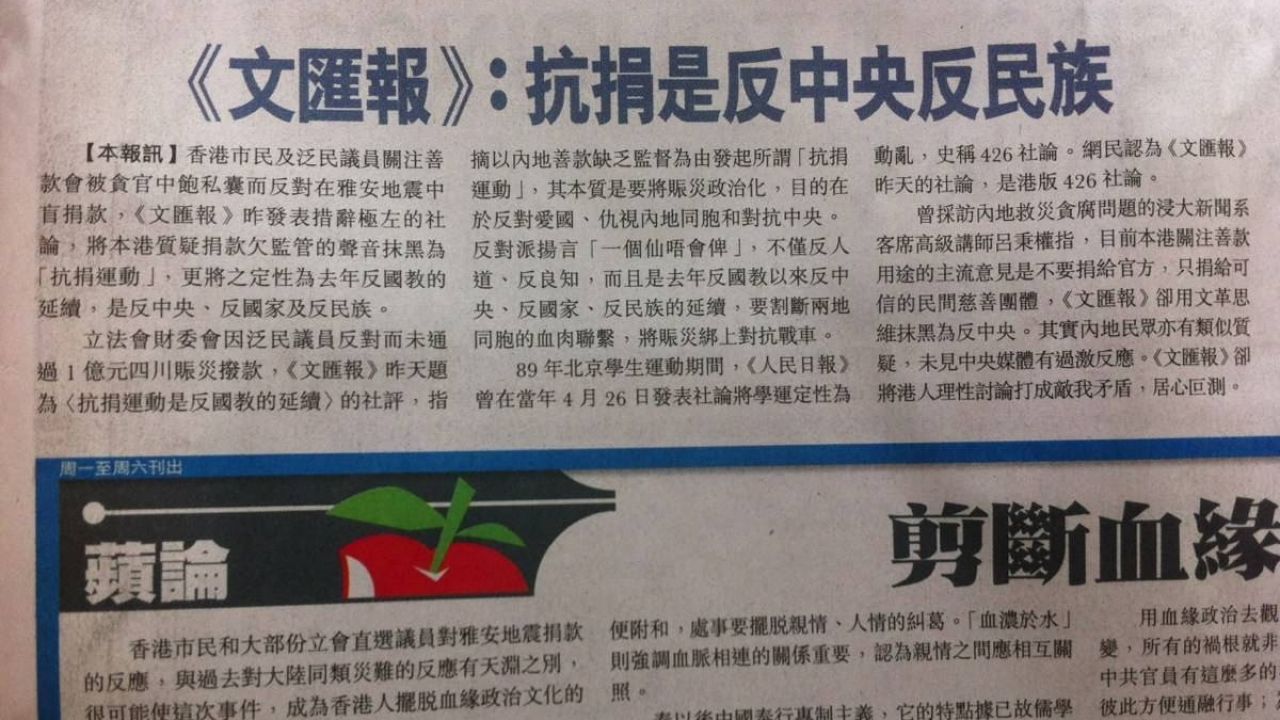 《文匯報》：抗捐是反中央反民族
【本報訊】香港市民及泛民議員關注善
款會被貪官中飽私囊而反對在雅安地震中
盲捐款，《文匯報》昨發表措辭極左的社
論，將本港質疑捐款欠監管的聲音抹黑為
「抗捐運動」，更將之定性為去年反國教的
延續，是反中央、反國家及反民族。
立法會財委會因泛民議員反對而未通
過 1 億元四川賑災撥款，《文匯報》昨天題
為〈抗捐運動是反國教的延續〉的社評，指
摘以內地善款缺乏監督為由發起所謂「抗捐
運動」，其本質是要將賑災政治化，目的在
於反對愛國、仇視內地同胞和對抗中央。
反對派揚言「一個仙唔會俾」，不僅反人
道、反良知，而且是去年反國教以來反中
央、反國家、反民族的延續，要割斷兩地
同胞的血肉聯繫，將賑災綁上對抗戰車。
89 年北京學生運動期間，《人民日報》
曾在當年 4 月 26 日發表社論將學運定性為
動亂，史稱 426 社論。網民認為《文匯報》
昨天的社論，是港版 426 社論。
曾採訪內地救災貪腐問題的浸大新聞系
客席高級講師呂秉權指，目前本港關注善款
用途的主流意見是不要捐給官方，只捐給可
信的民間慈善團體，《文匯報》卻用文革思
維抹黑為反中央。其實內地民眾亦有類似質
疑，未見中央媒體有過激反應。《文匯報》卻
將港人理性討論打成敵我矛盾，居心叵測。
周一至周六刊出
蘋論
剪斷血緣
香港市民和大部份立會直選議員對雅安地震捐款
的反應，與過去對大陸同類災難的反應有天淵之別，
很可能使這次事件，成為香港人擺脫血緣政治文化的
便附和，處事要擺脫親情、人情的糾葛。「血濃於水」
則強調血脈相連的關係重要，認為親情之間應相互關
照。
秦以後中國奉行專制主義，它的特點據已故儒學
用血緣政治去觀
變，所有的禍根就非
中共官員有這麼多的
彼此方便通融行事；